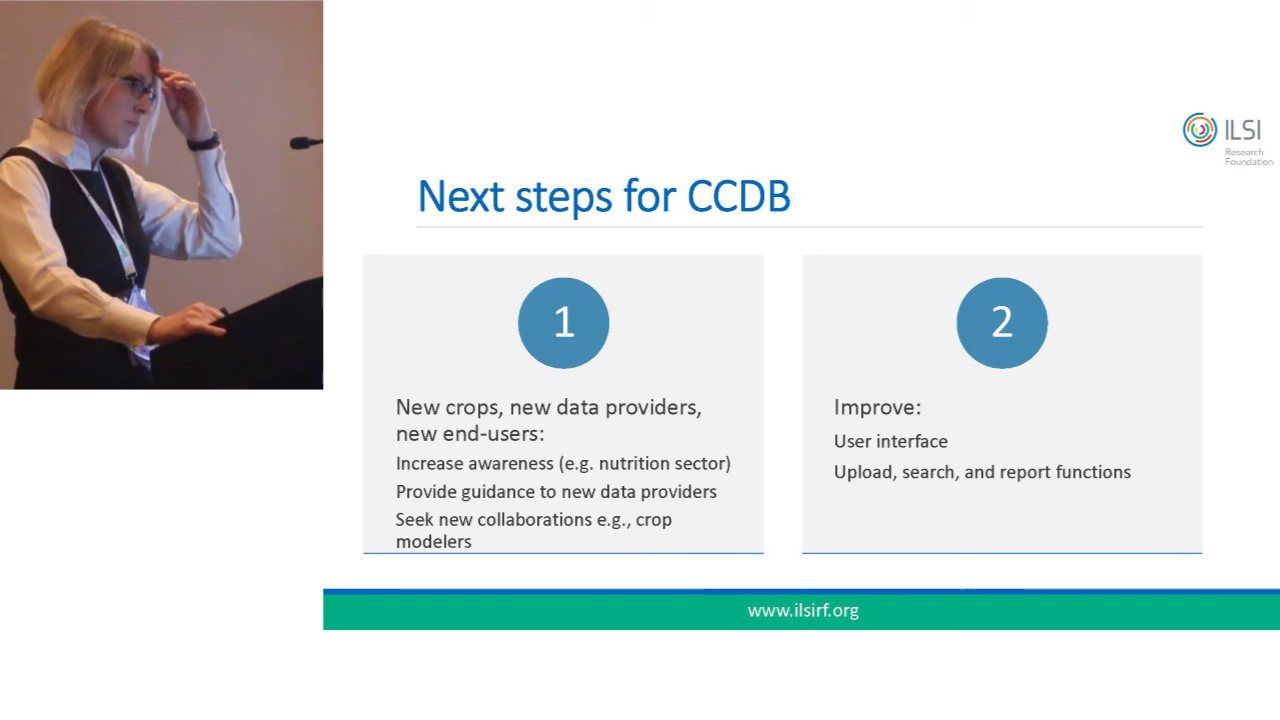 ILSI
Research
Foundation
Next steps for CCDB
1
New crops, new data providers,
new end-users:
Increase awareness (e.g. nutrition sector)
Provide guidance to new data providers
Seek new collaborations e.g., crop
modelers
2
Improve:
User interface
Upload, search, and report functions
www.ilsirf.org